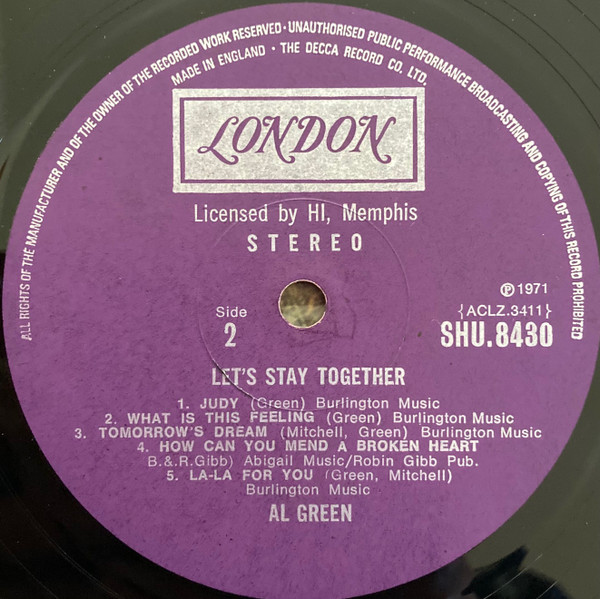 ALL RIGHTS OF THE MANUFACTURER AND OF THE OWNER OF THE RECORDED WORK RESERVED · UNAUTHORISED PUBLIC PERFORMANCE BROADCASTING AND COPYING OF THIS RECORD PROHIBITED
MADE IN ENGLAND · THE DECCA RECORD CO. LTD.
LONDON
Licensed by HI, Memphis
STEREO
℗ 1971
Side {ACLZ.3411}
2 SHU.8430
LET'S STAY TOGETHER
1. JUDY (Green) Burlington Music
2. WHAT IS THIS FEELING (Green) Burlington Music
3. TOMORROW'S DREAM (Mitchell, Green) Burlington Music
4. HOW CAN YOU MEND A BROKEN HEART
B.&.R.Gibb) Abigail Music/Robin Gibb Pub.
5. LA-LA FOR YOU (Green, Mitchell)
Burlington Music
AL GREEN